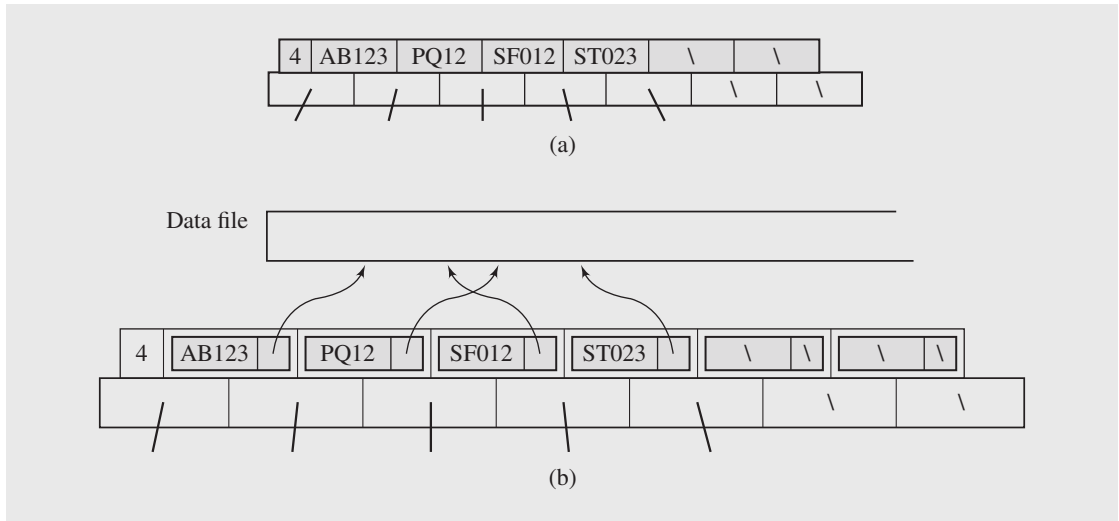 4 AB123 PQ12 SF012 ST023 \ \
\ \
(a)
Data file
4 AB123 PQ12 SF012 ST023 \ \ \ \
\ \
(b)